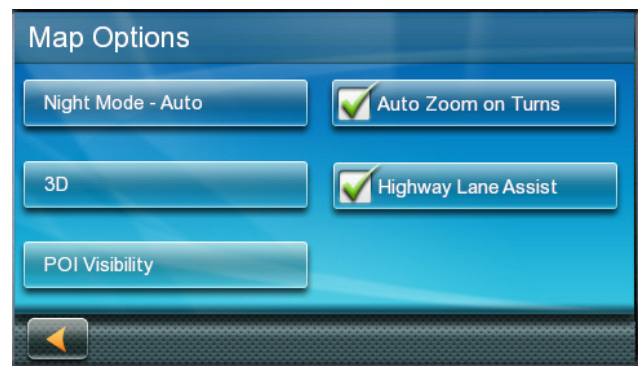 Map Options
Night Mode - Auto
Auto Zoom on Turns
3D
Highway Lane Assist
POI Visibility